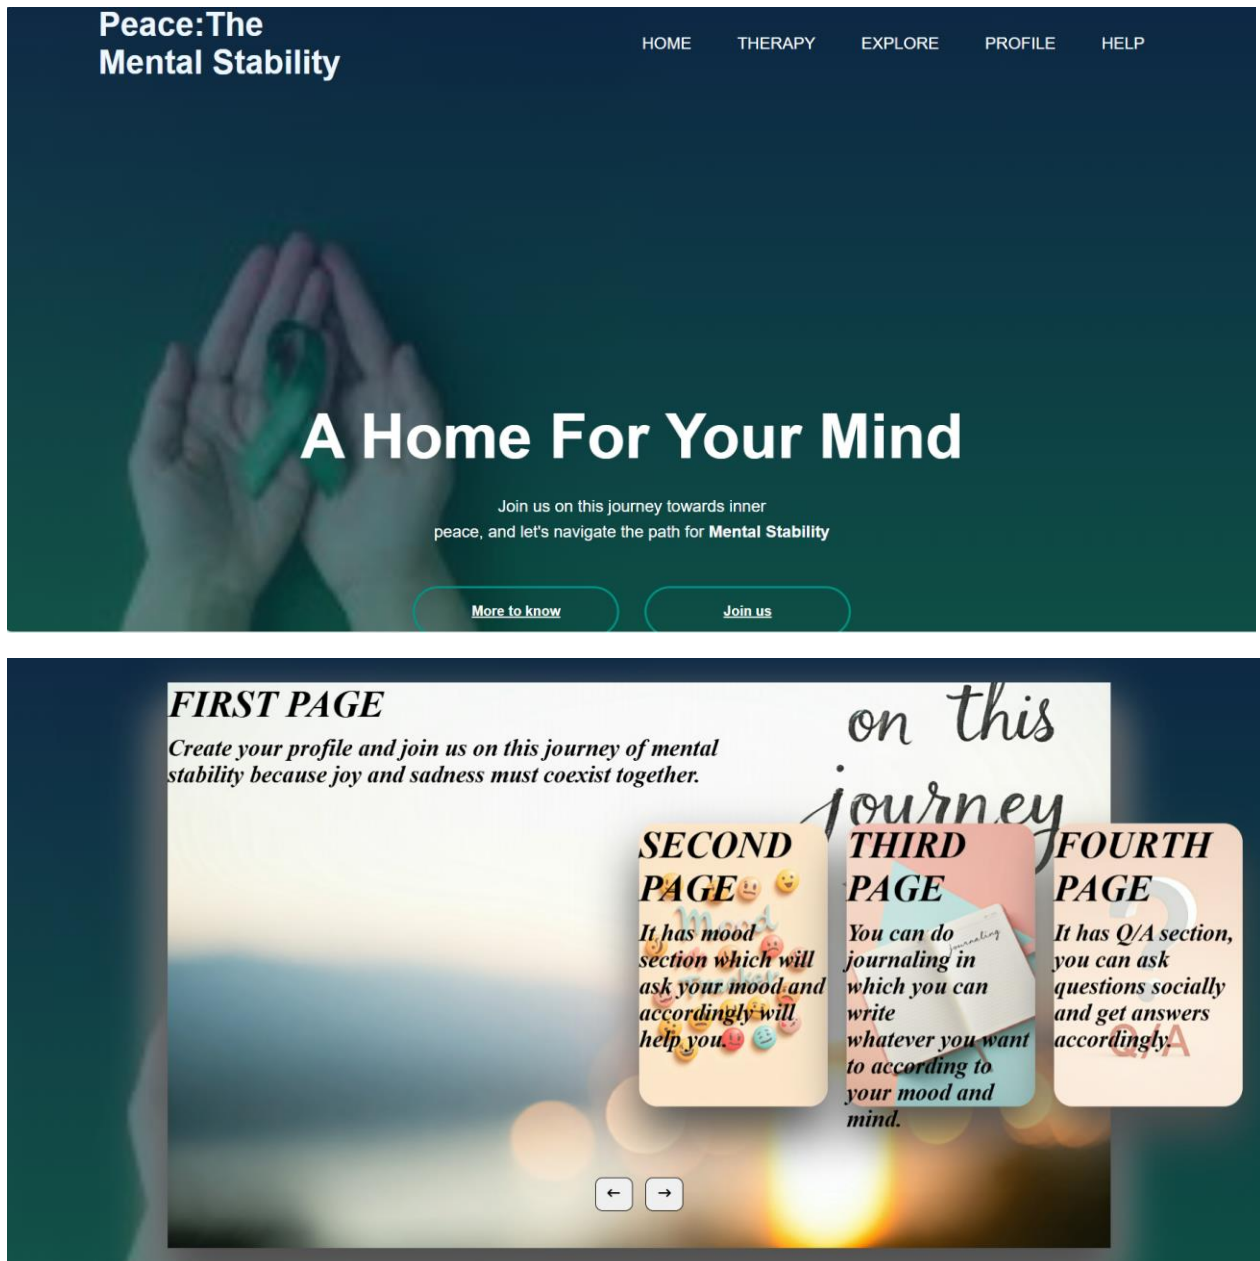 Peace:The
Mental Stability
HOME THERAPY EXPLORE PROFILE HELP
A Home For Your Mind
Join us on this journey towards inner
peace, and let's navigate the path for Mental Stability
More to know
Join us
FIRST PAGE
Create your profile and join us on this journey of mental
stability because joy and sadness must coexist together.
on this
journey
SECOND
PAGE
It has mood
section which will
ask your mood and
accordingly will
help you.
Mood
Tracker
THIRD
PAGE
You can do
journaling in
which you can
write
whatever you want
to according to
your mood and
mind.
journaling
FOURTH
PAGE
It has Q/A section,
you can ask
questions socially
and get answers
accordingly.
?
Q/A
← →